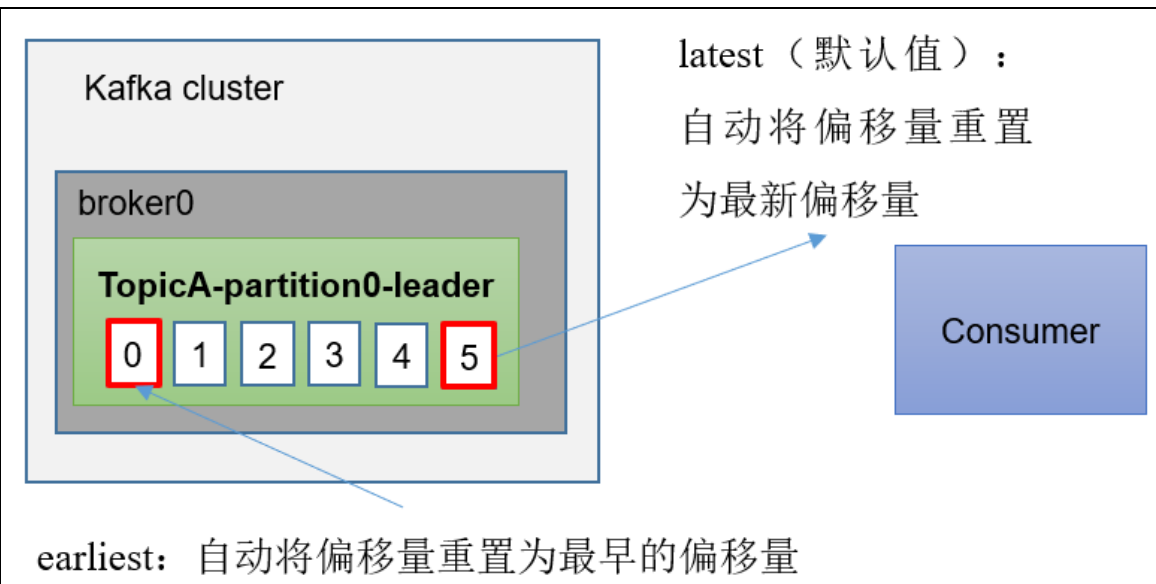 Kafka cluster
broker0
TopicA-partition0-leader
0 1 2 3 4 5
latest（默认值）：
自动将偏移量重置
为最新偏移量
Consumer
earliest：自动将偏移量重置为最早的偏移量